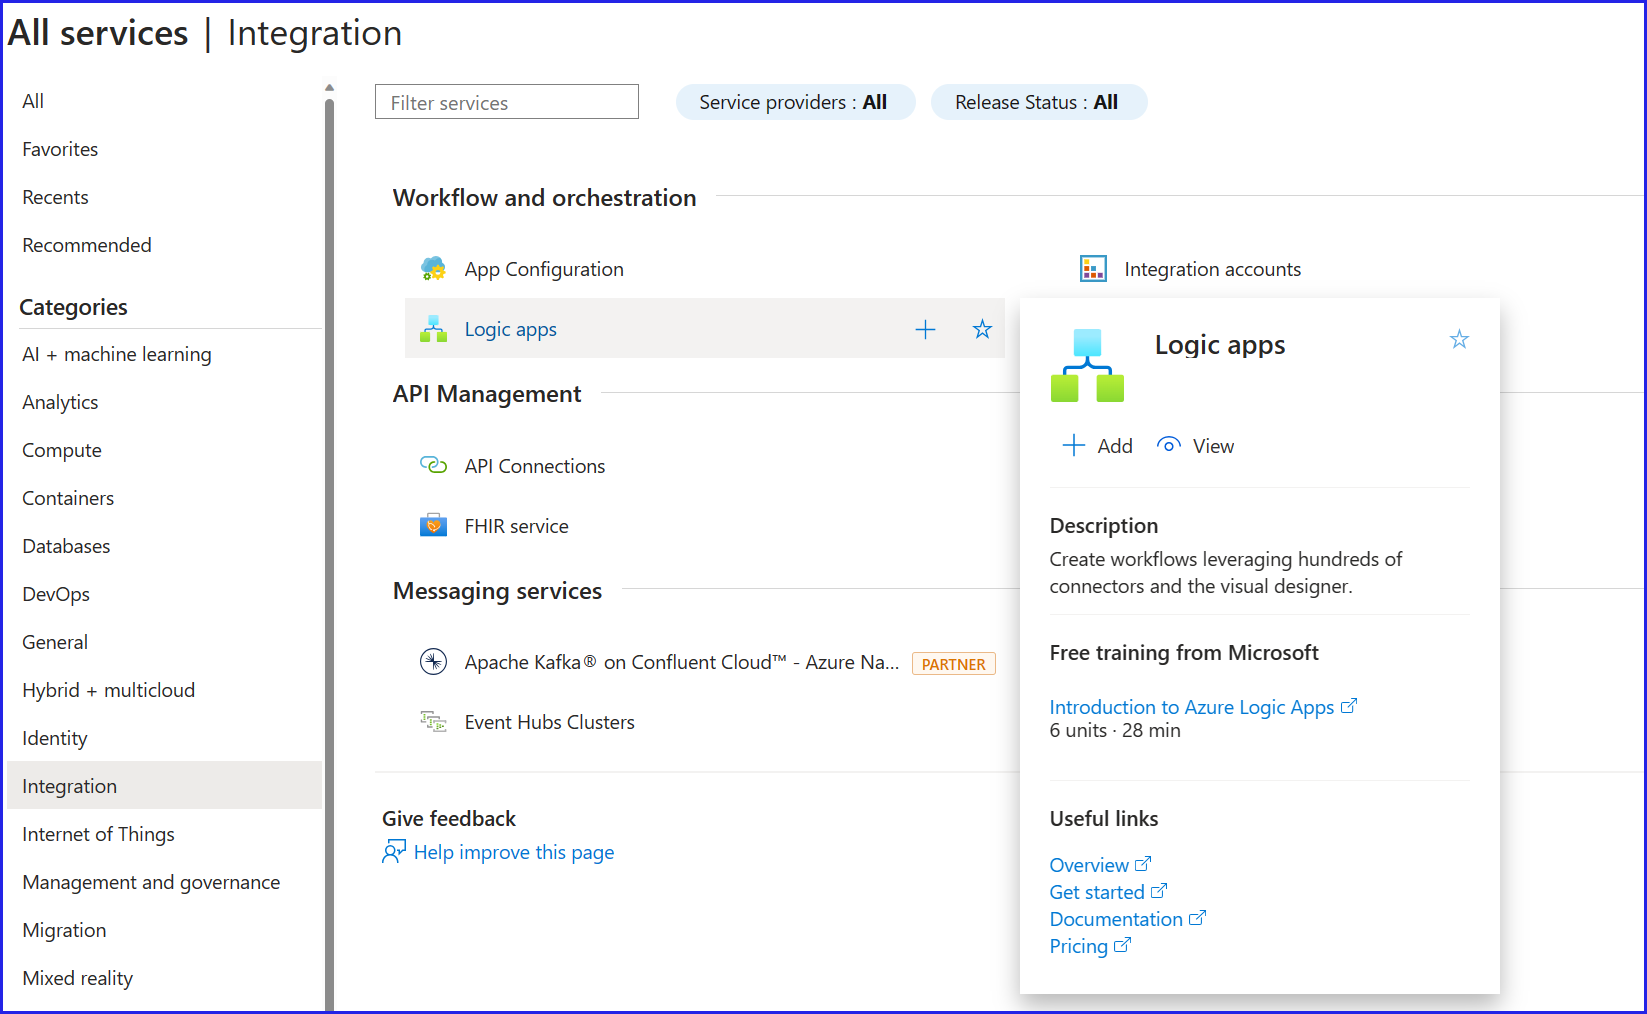 All services | Integration
All
Favorites
Recents
Recommended
Categories
AI + machine learning
Analytics
Compute
Containers
Databases
DevOps
General
Hybrid + multicloud
Identity
Integration
Internet of Things
Management and governance
Migration
Mixed reality
Filter services
Service providers : All
Release Status : All
Workflow and orchestration
App Configuration
Integration accounts
Logic apps
API Management
API Connections
FHIR service
Messaging services
Apache Kafka® on Confluent Cloud™ - Azure Na... PARTNER
Event Hubs Clusters
Give feedback
Help improve this page
Logic apps
Add
View
Description
Create workflows leveraging hundreds of
connectors and the visual designer.
Free training from Microsoft
Introduction to Azure Logic Apps
6 units · 28 min
Useful links
Overview
Get started
Documentation
Pricing